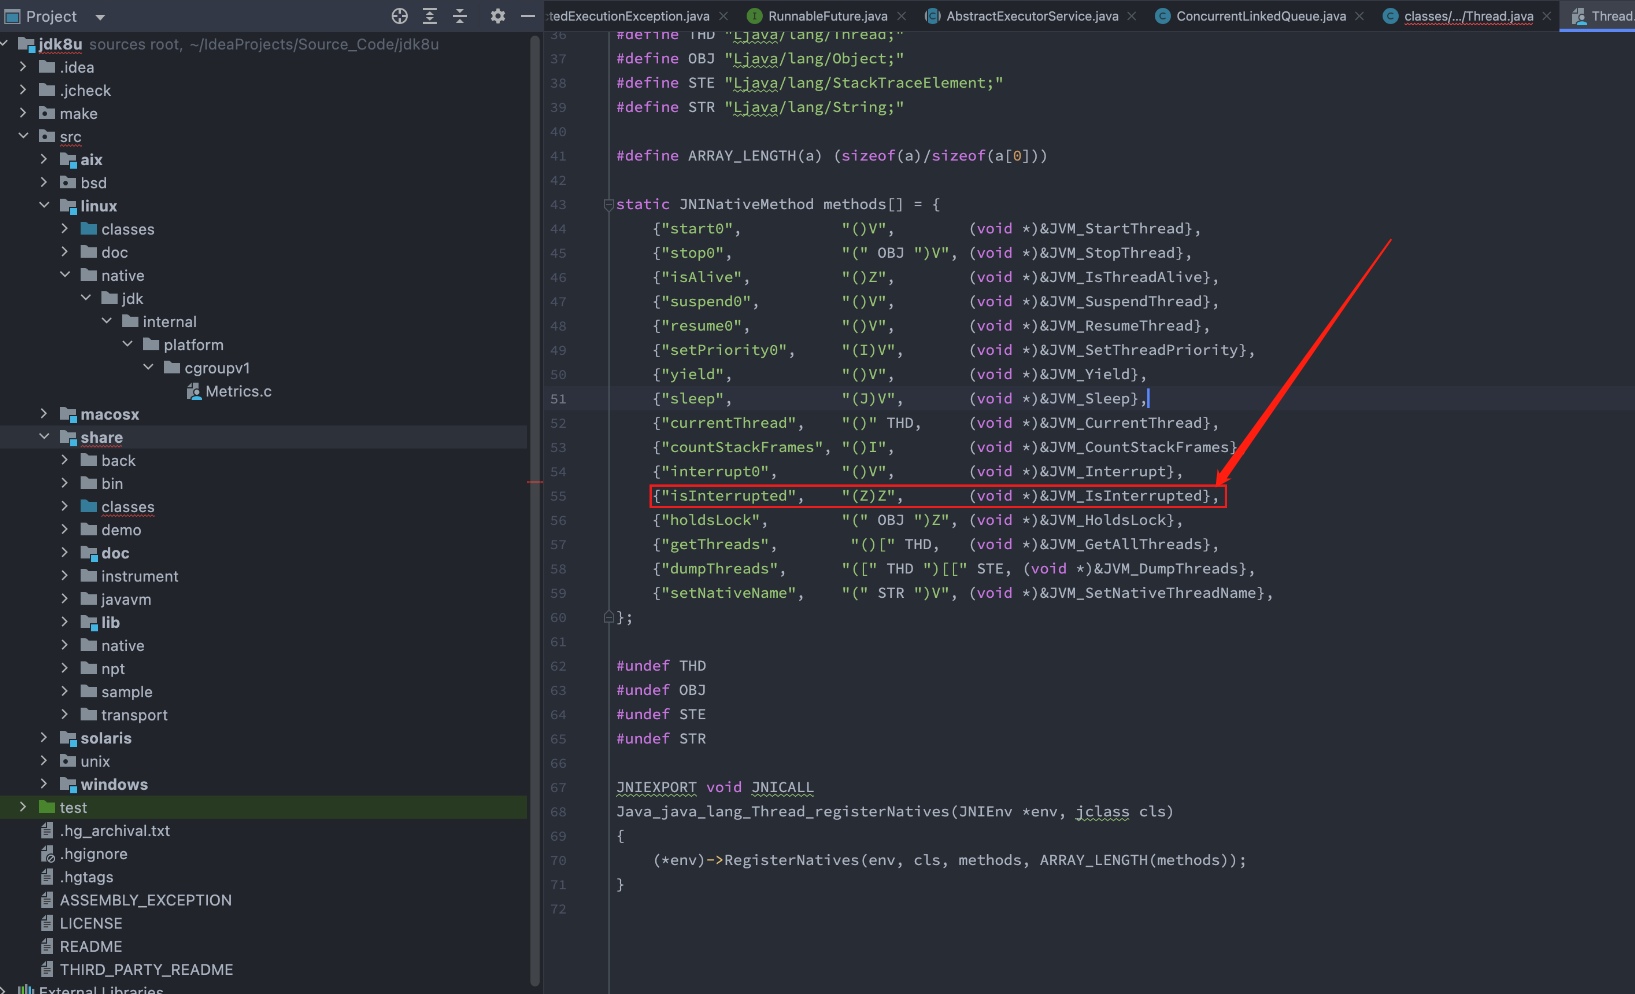 Project
tedExecutionException.java
RunnableFuture.java
AbstractExecutorService.java
ConcurrentLinkedQueue.java
classes/.../Thread.java
Thread.
jdk8u sources root, ~/IdeaProjects/Source_Code/jdk8u
.idea
.jcheck
make
src
aix
bsd
linux
classes
doc
native
jdk
internal
platform
cgroupv1
Metrics.c
macosx
share
back
bin
classes
demo
doc
instrument
javavm
lib
native
npt
sample
transport
solaris
unix
windows
test
.hg_archival.txt
.hgignore
.hgtags
ASSEMBLY_EXCEPTION
LICENSE
README
THIRD_PARTY_README
External Libraries
36 #define THD "Ljava/lang/Thread;"
37 #define OBJ "Ljava/lang/Object;"
38 #define STE "Ljava/lang/StackTraceElement;"
39 #define STR "Ljava/lang/String;"
40
41 #define ARRAY_LENGTH(a) (sizeof(a)/sizeof(a[0]))
42
43 static JNINativeMethod methods[] = {
44 {"start0", "()V", (void *)&JVM_StartThread},
45 {"stop0", "(" OBJ ")V", (void *)&JVM_StopThread},
46 {"isAlive", "()Z", (void *)&JVM_IsThreadAlive},
47 {"suspend0", "()V", (void *)&JVM_SuspendThread},
48 {"resume0", "()V", (void *)&JVM_ResumeThread},
49 {"setPriority0", "(I)V", (void *)&JVM_SetThreadPriority},
50 {"yield", "()V", (void *)&JVM_Yield},
51 {"sleep", "(J)V", (void *)&JVM_Sleep},
52 {"currentThread", "()" THD, (void *)&JVM_CurrentThread},
53 {"countStackFrames", "()I", (void *)&JVM_CountStackFrames}
54 {"interrupt0", "()V", (void *)&JVM_Interrupt},
55 {"isInterrupted", "(Z)Z", (void *)&JVM_IsInterrupted},
56 {"holdsLock", "(" OBJ ")Z", (void *)&JVM_HoldsLock},
57 {"getThreads", "()[" THD, (void *)&JVM_GetAllThreads},
58 {"dumpThreads", "([" THD ")[[" STE, (void *)&JVM_DumpThreads},
59 {"setNativeName", "(" STR ")V", (void *)&JVM_SetNativeThreadName},
60 };
61
62 #undef THD
63 #undef OBJ
64 #undef STE
65 #undef STR
66
67 JNIEXPORT void JNICALL
68 Java_java_lang_Thread_registerNatives(JNIEnv *env, jclass cls)
69 {
70 (*env)->RegisterNatives(env, cls, methods, ARRAY_LENGTH(methods));
71 }
72